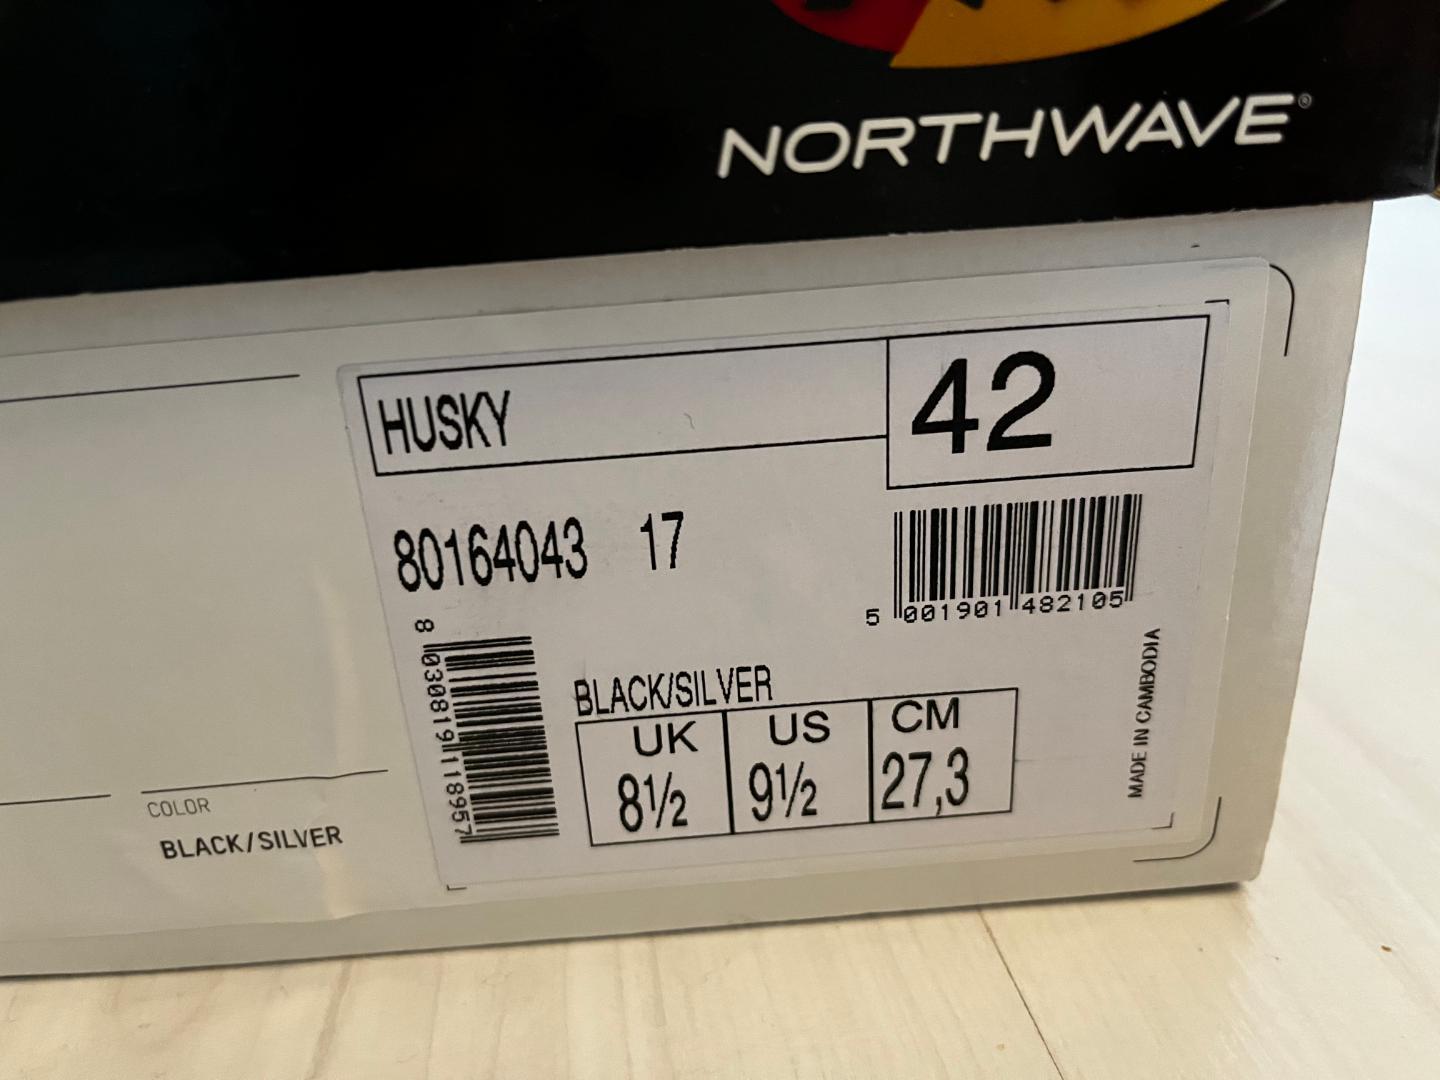 NORTHWAVE®
HUSKY
42
80164043 17
5 001901 482105
8 030819 118957
BLACK/SILVER
UK US CM
8½ 9½ 27,3
MADE IN CAMBODIA
COLOR
BLACK/SILVER